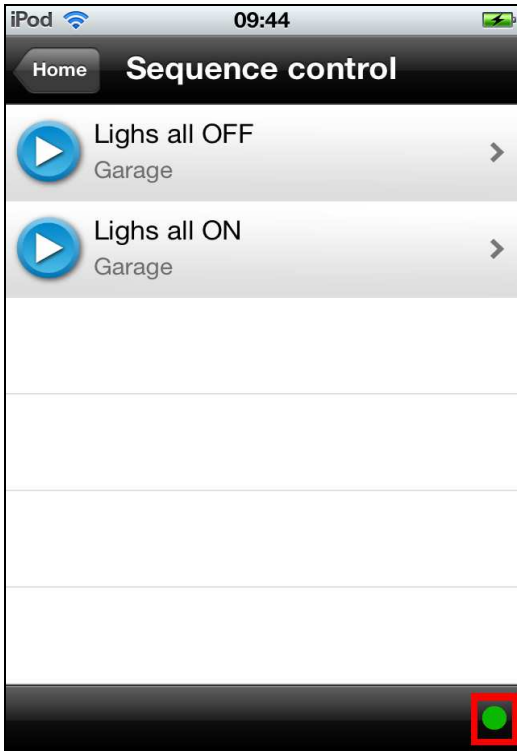 iPod 09:44
Home Sequence control
Lighs all OFF
Garage
Lighs all ON
Garage